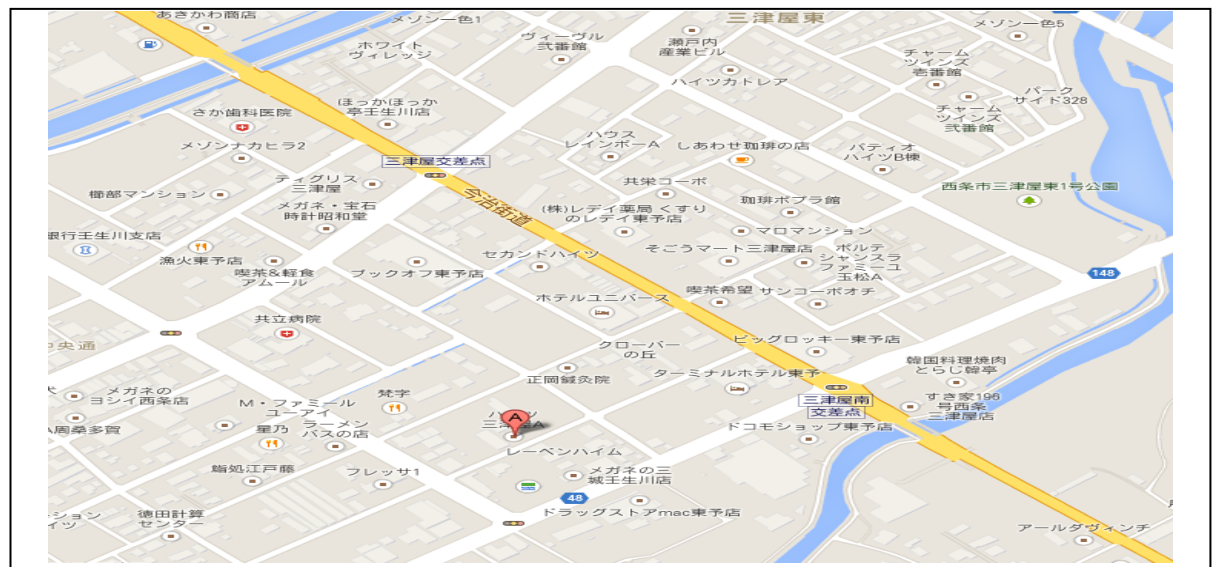 あきかわ商店
メゾン一色1
三津屋東
メゾン一色5
ホワイト
ヴィレッジ
ヴィーヴル
弐番館
瀬戸内
産業ビル
チャーム
ツインズ
壱番館
ハイツカトレア
パーク
サイド328
ほっかほっか
亭壬生川店
さか歯科医院
チャーム
ツインズ
弐番館
メゾンナカヒラ2
ハウス
レインボーA
しあわせ珈琲の店
パティオ
ハイツB棟
三津屋交差点
ティグリス
三津屋
櫛部マンション
今治街道
共栄コーポ
西条市三津屋東1号公園
メガネ・宝石
時計昭和堂
(株)レデイ薬局 くすり
のレデイ東予店
珈琲ポプラ館
マロマンション
銀行壬生川支店
漁火東予店
セカンドハイツ
そごうマート三津屋店
ポルテ
シャンスラ
ファミーユ
玉松A
喫茶&軽食
アムール
ブックオフ東予店
148
喫茶希望
サンコーポオチ
ホテルユニバース
共立病院
央通
クローバー
の丘
ビッグロッキー東予店
韓国料理焼肉
とらじ韓亭
正岡鍼灸院
ターミナルホテル東予
メガネの
ヨシイ西条店
梵字
M・ファミール
ユーアイ
三津屋南
交差点
すき家196
号西条
三津屋店
A周桑多賀
星乃
ラーメン
バスの店
A
三津屋A
ドコモショップ東予店
レーベンハイム
鮨処江戸藤
フレッサ1
メガネの三
城壬生川店
48
ドラッグストアmac東予店
ション
イツ
徳田計算
センター
アールダヴィンチ